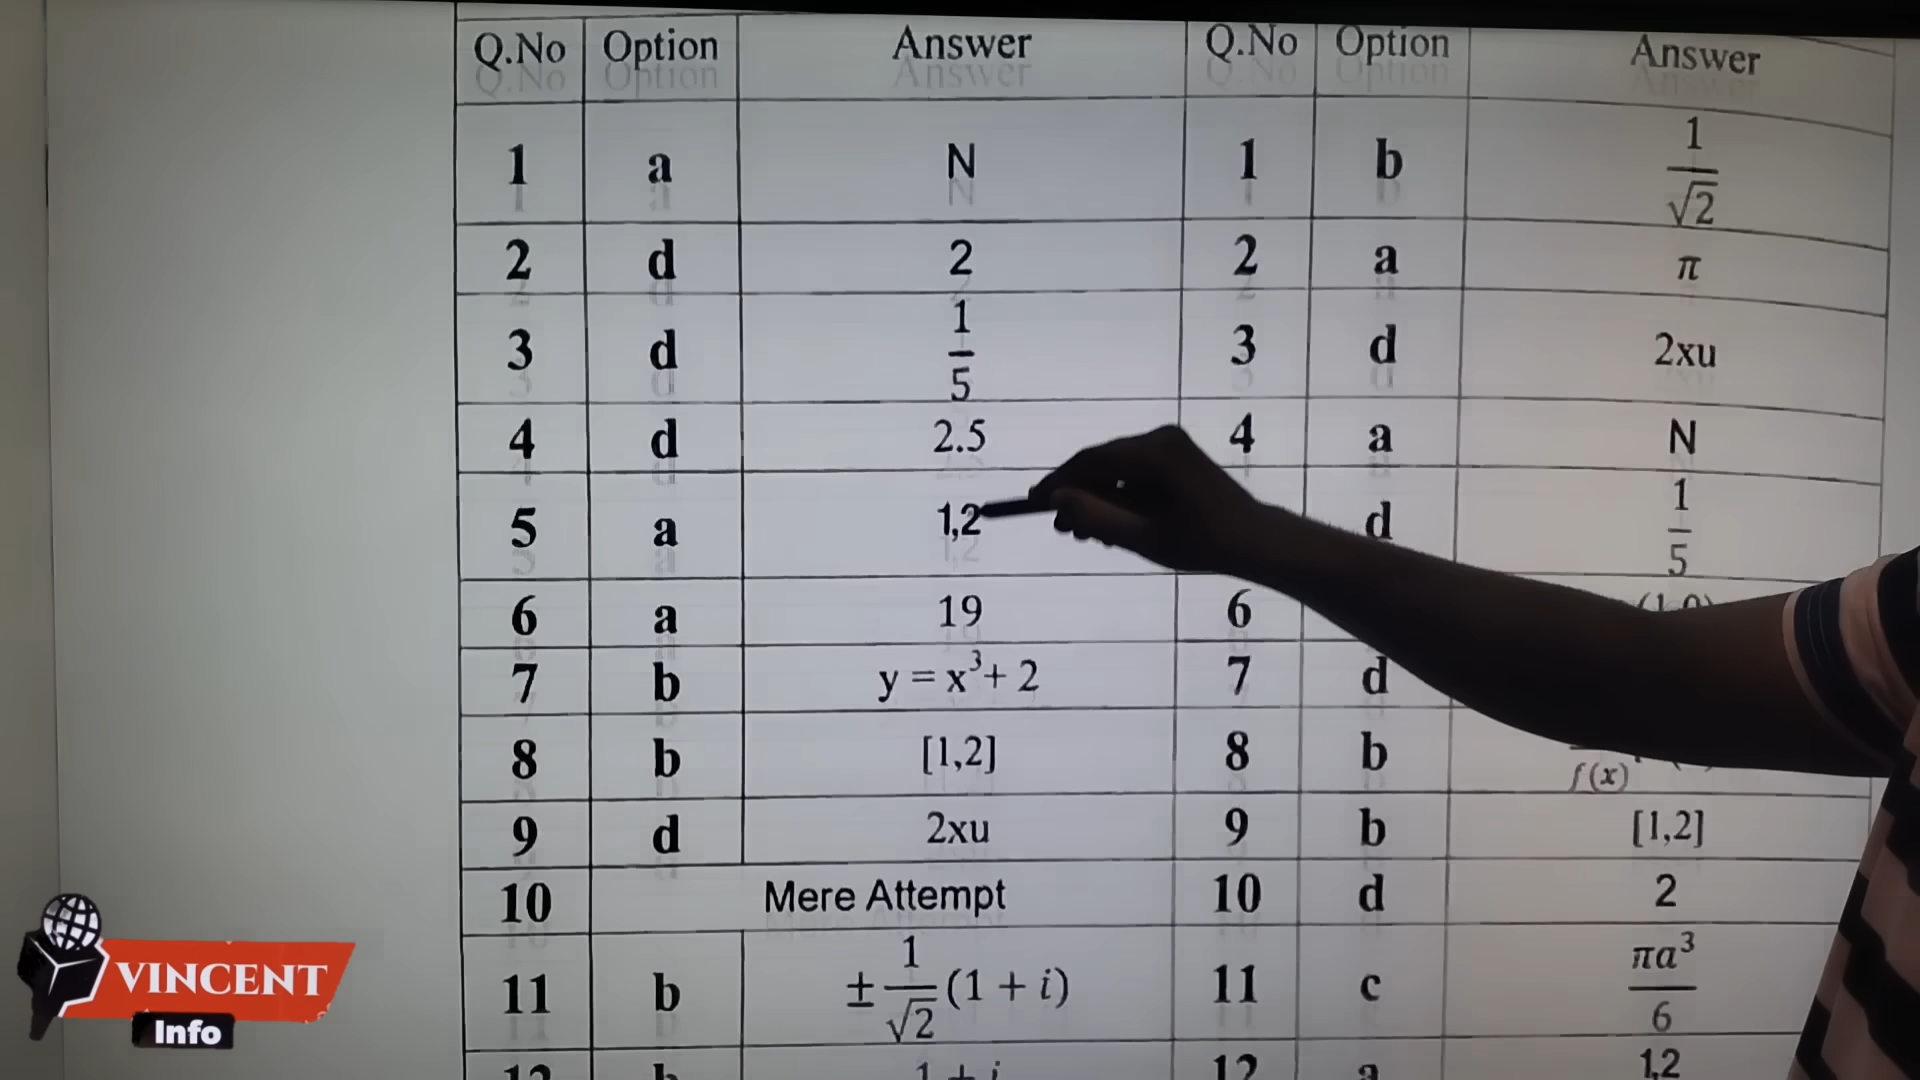 Q.No Option Answer Q.No Option Answer
1 a N 1 b 1/√2
2 d 2 2 a π
3 d 1/5 3 d 2xu
4 d 2.5 4 a N
5 a 1,2 d 1/5
6 a 19 6
7 b y = x³+ 2 7 d
8 b [1,2] 8 b f(x)
9 d 2xu 9 b [1,2]
10 Mere Attempt 10 d 2
11 b ± 1/√2 (1 + i) 11 c πa³/6
12 b 1 + i 12 a 1,2
VINCENT
Info